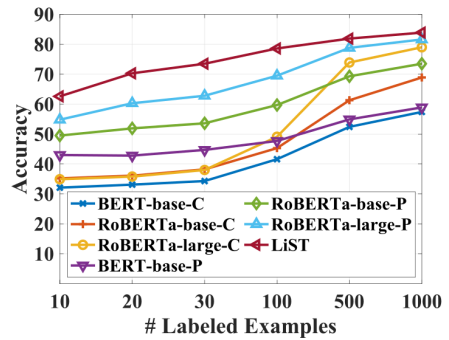 90
80
70
60
50
40
30
20
10
Accuracy
BERT-base-C
RoBERTa-base-C
RoBERTa-large-C
BERT-base-P
RoBERTa-base-P
RoBERTa-large-P
LiST
10 20 30 100 500 1000
# Labeled Examples